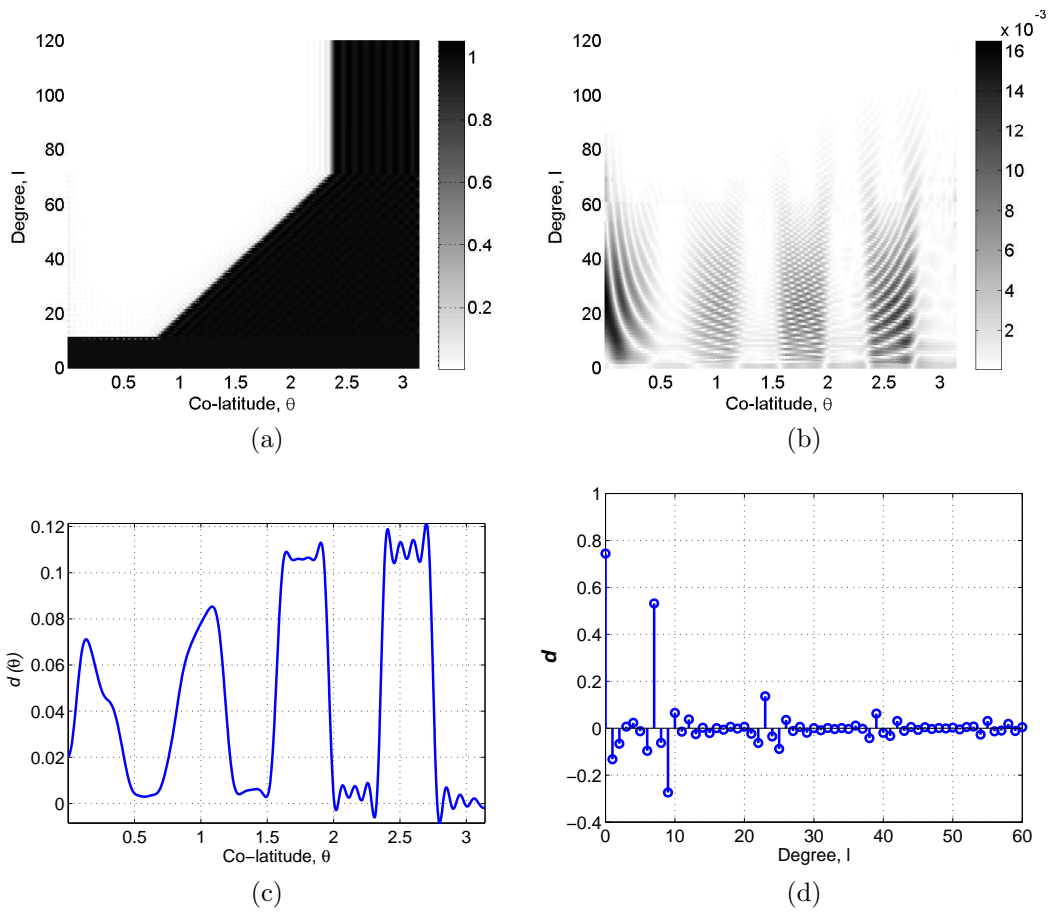 120
100
80
60
40
20
0
Degree, l
0.5 1 1.5 2 2.5 3
Co-latitude, θ
1
0.8
0.6
0.4
0.2
(a)
x 10 -3
120
100
80
60
40
20
0
Degree, l
0.5 1 1.5 2 2.5 3
Co-latitude, θ
16
14
12
10
8
6
4
2
(b)
0.12
0.1
0.08
0.06
0.04
0.02
0
d(θ)
0.5 1 1.5 2 2.5 3
Co−latitude, θ
(c)
1
0.8
0.6
0.4
0.2
0
−0.2
−0.4
d
0 10 20 30 40 50 60
Degree, l
(d)